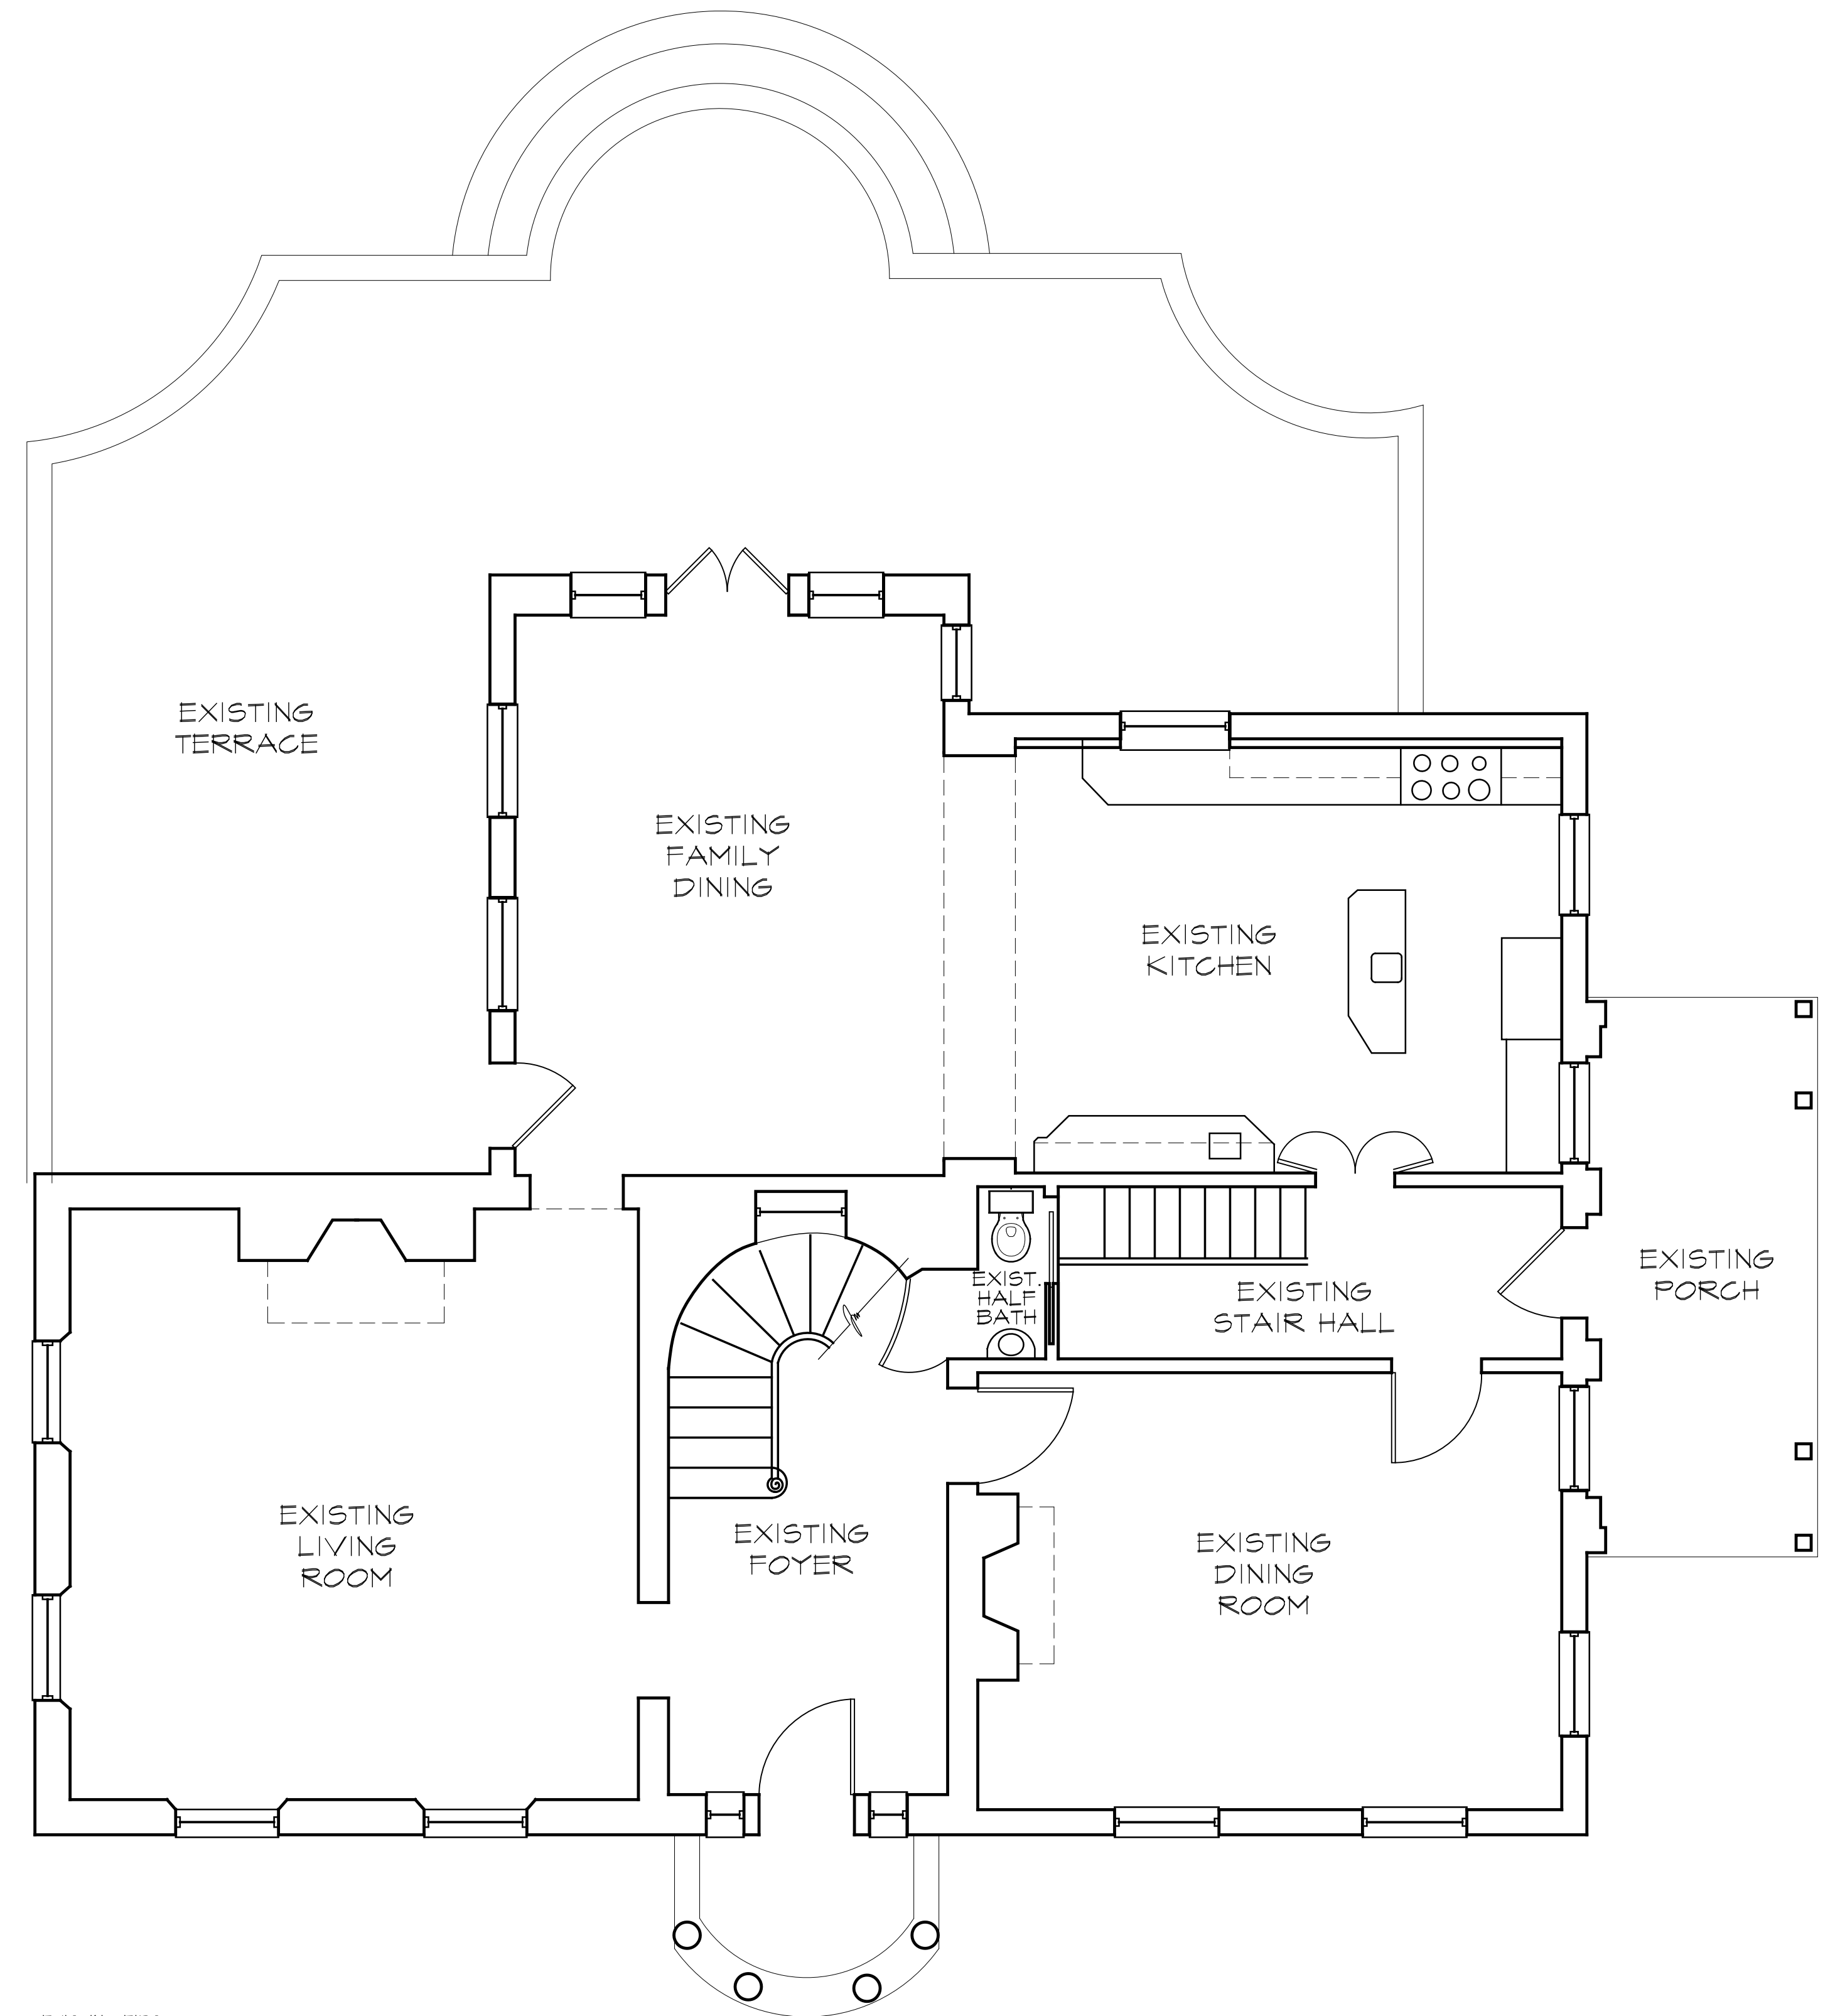 EXISTING
TERRACE
EXISTING
FAMILY
DINING
EXISTING
KITCHEN
EXIST.
HALF
BATH
EXISTING
STAIR HALL
EXISTING
PORCH
EXISTING
LIVING
ROOM
EXISTING
FOYER
EXISTING
DINING
ROOM